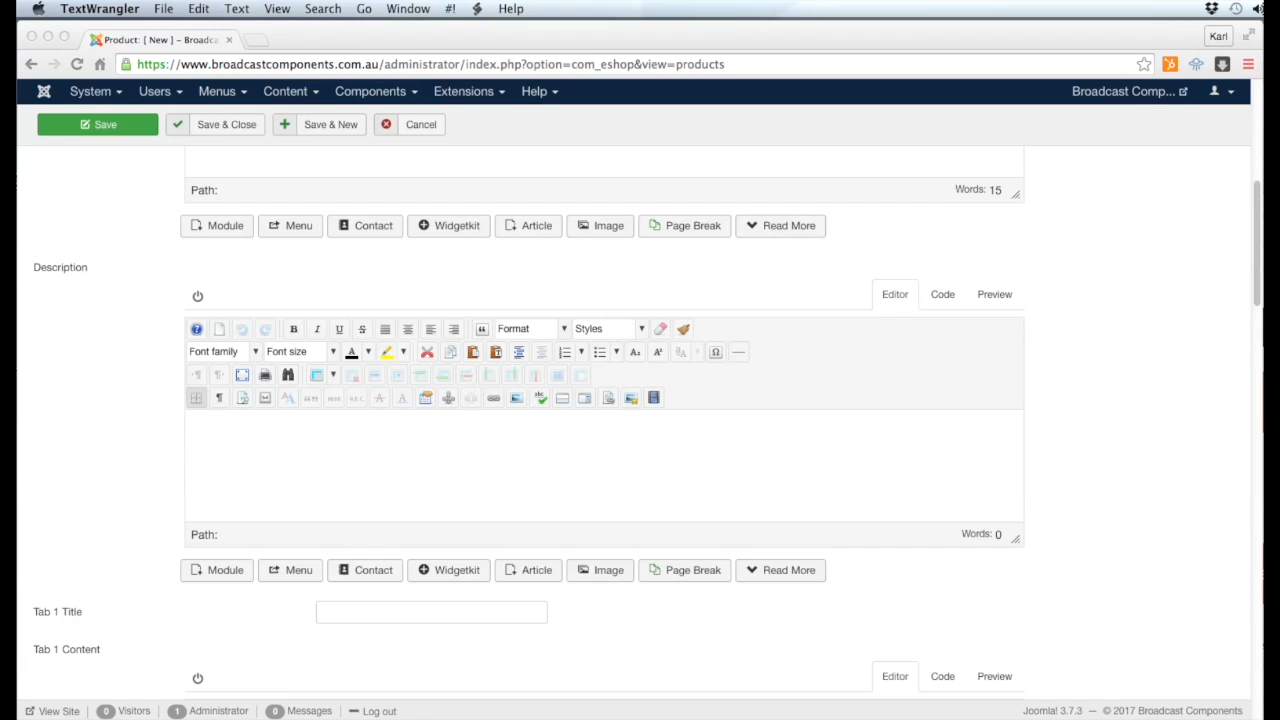 TextWrangler File Edit Text View Search Go Window #! Help
Product: [ New ] – Broadca
Karl
https://www.broadcastcomponents.com.au/administrator/index.php?option=com_eshop&view=products
System Users Menus Content Components Extensions Help Broadcast Comp...
Save Save & Close Save & New Cancel
Path: Words: 15
Module Menu Contact Widgetkit Article Image Page Break Read More
Description
Editor Code Preview
B I U S Format Styles
Font family Font size A
Path: Words: 0
Module Menu Contact Widgetkit Article Image Page Break Read More
Tab 1 Title
Tab 1 Content
Editor Code Preview
View Site 0 Visitors 1 Administrator 0 Messages Log out Joomla! 3.7.3 — © 2017 Broadcast Components